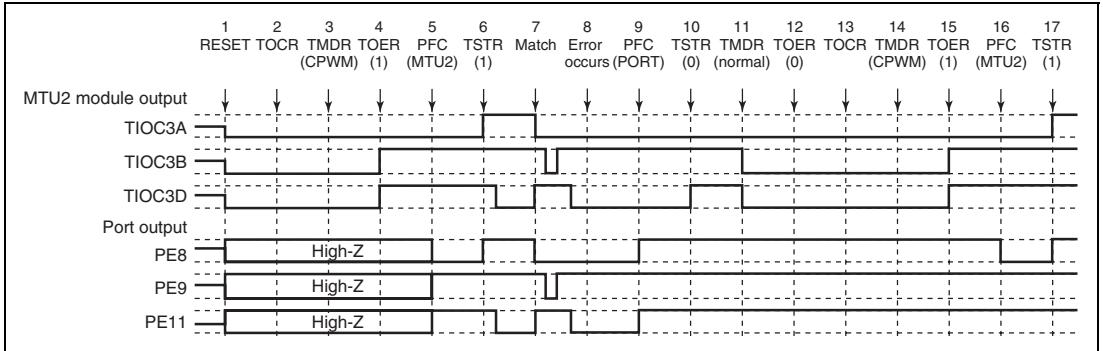 1 2 3 4 5 6 7 8 9 10 11 12 13 14 15 16 17
RESET TOCR TMDR TOER PFC TSTR Match Error PFC TSTR TMDR TOER TOCR TMDR TOER PFC TSTR
(CPWM) (1) (MTU2) (1) occurs (PORT) (0) (normal) (0) (CPWM) (1) (MTU2) (1)
MTU2 module output
TIOC3A
TIOC3B
TIOC3D
Port output
PE8 High-Z
PE9 High-Z
PE11 High-Z